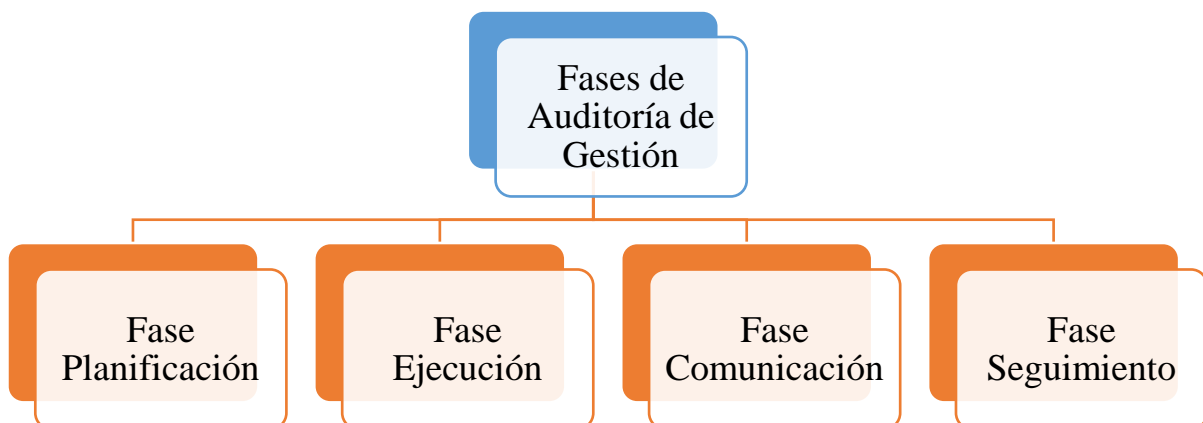 Fases de
Auditoría de
Gestión
Fase
Planificación
Fase
Ejecución
Fase
Comunicación
Fase
Seguimiento